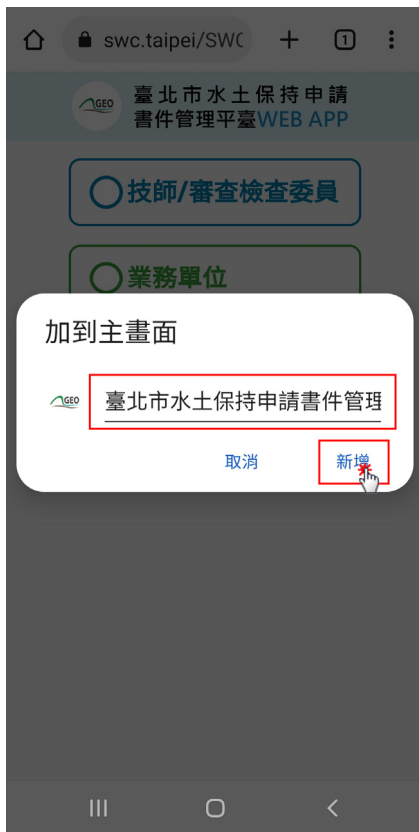 swc.taipei/SWC
1
GEO
臺北市水土保持申請
書件管理平臺WEB APP
技師/審查檢查委員
業務單位
加到主畫面
GEO
臺北市水土保持申請書件管理
取消
新增